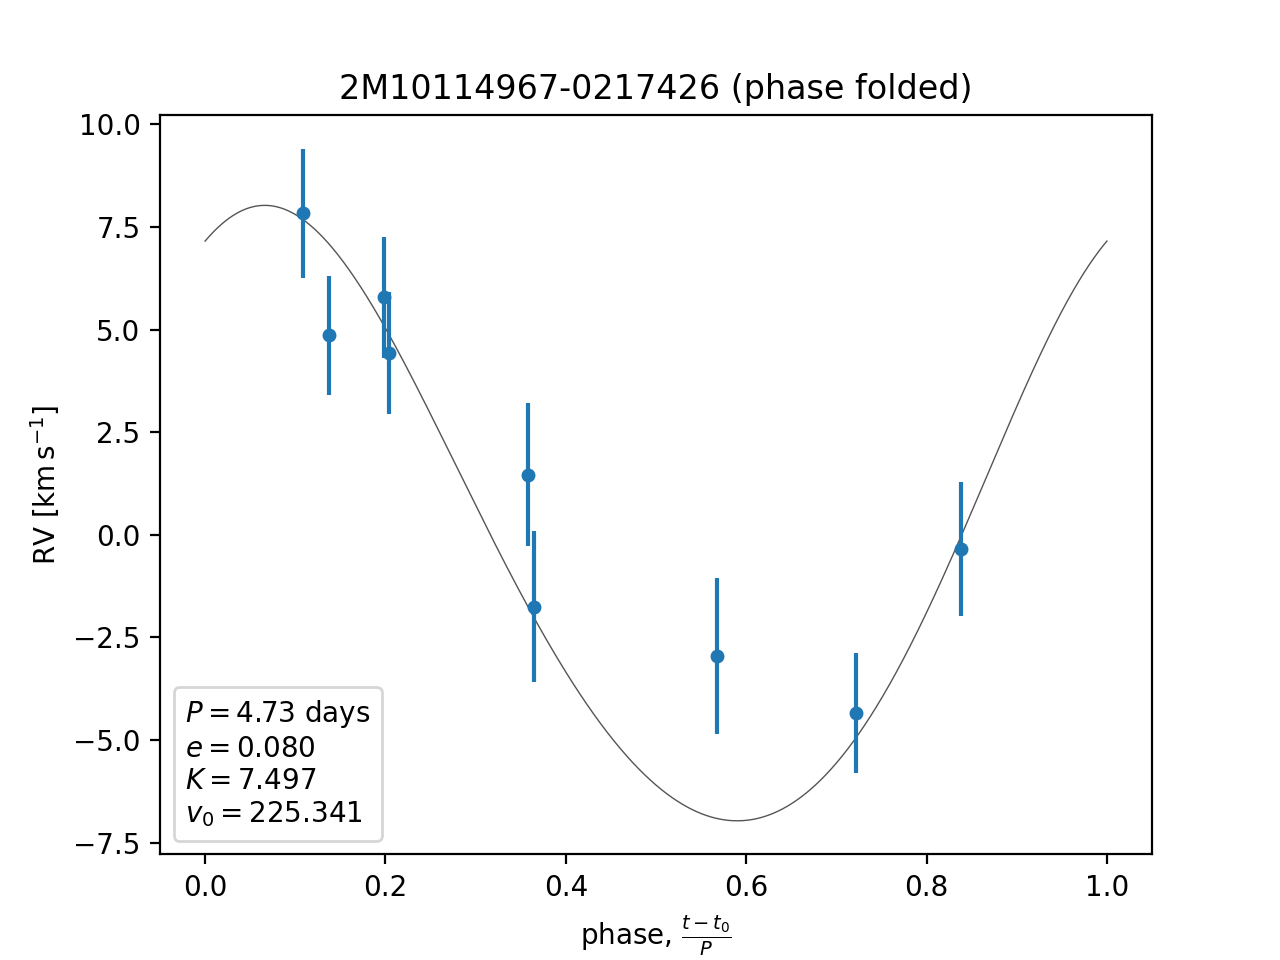 2M10114967-0217426 (phase folded)
10.0
7.5
5.0
2.5
0.0
−2.5
−5.0
−7.5
RV [km s⁻¹]
P = 4.73 days
e = 0.080
K = 7.497
v₀ = 225.341
0.0 0.2 0.4 0.6 0.8 1.0
phase, (t − t₀)/P